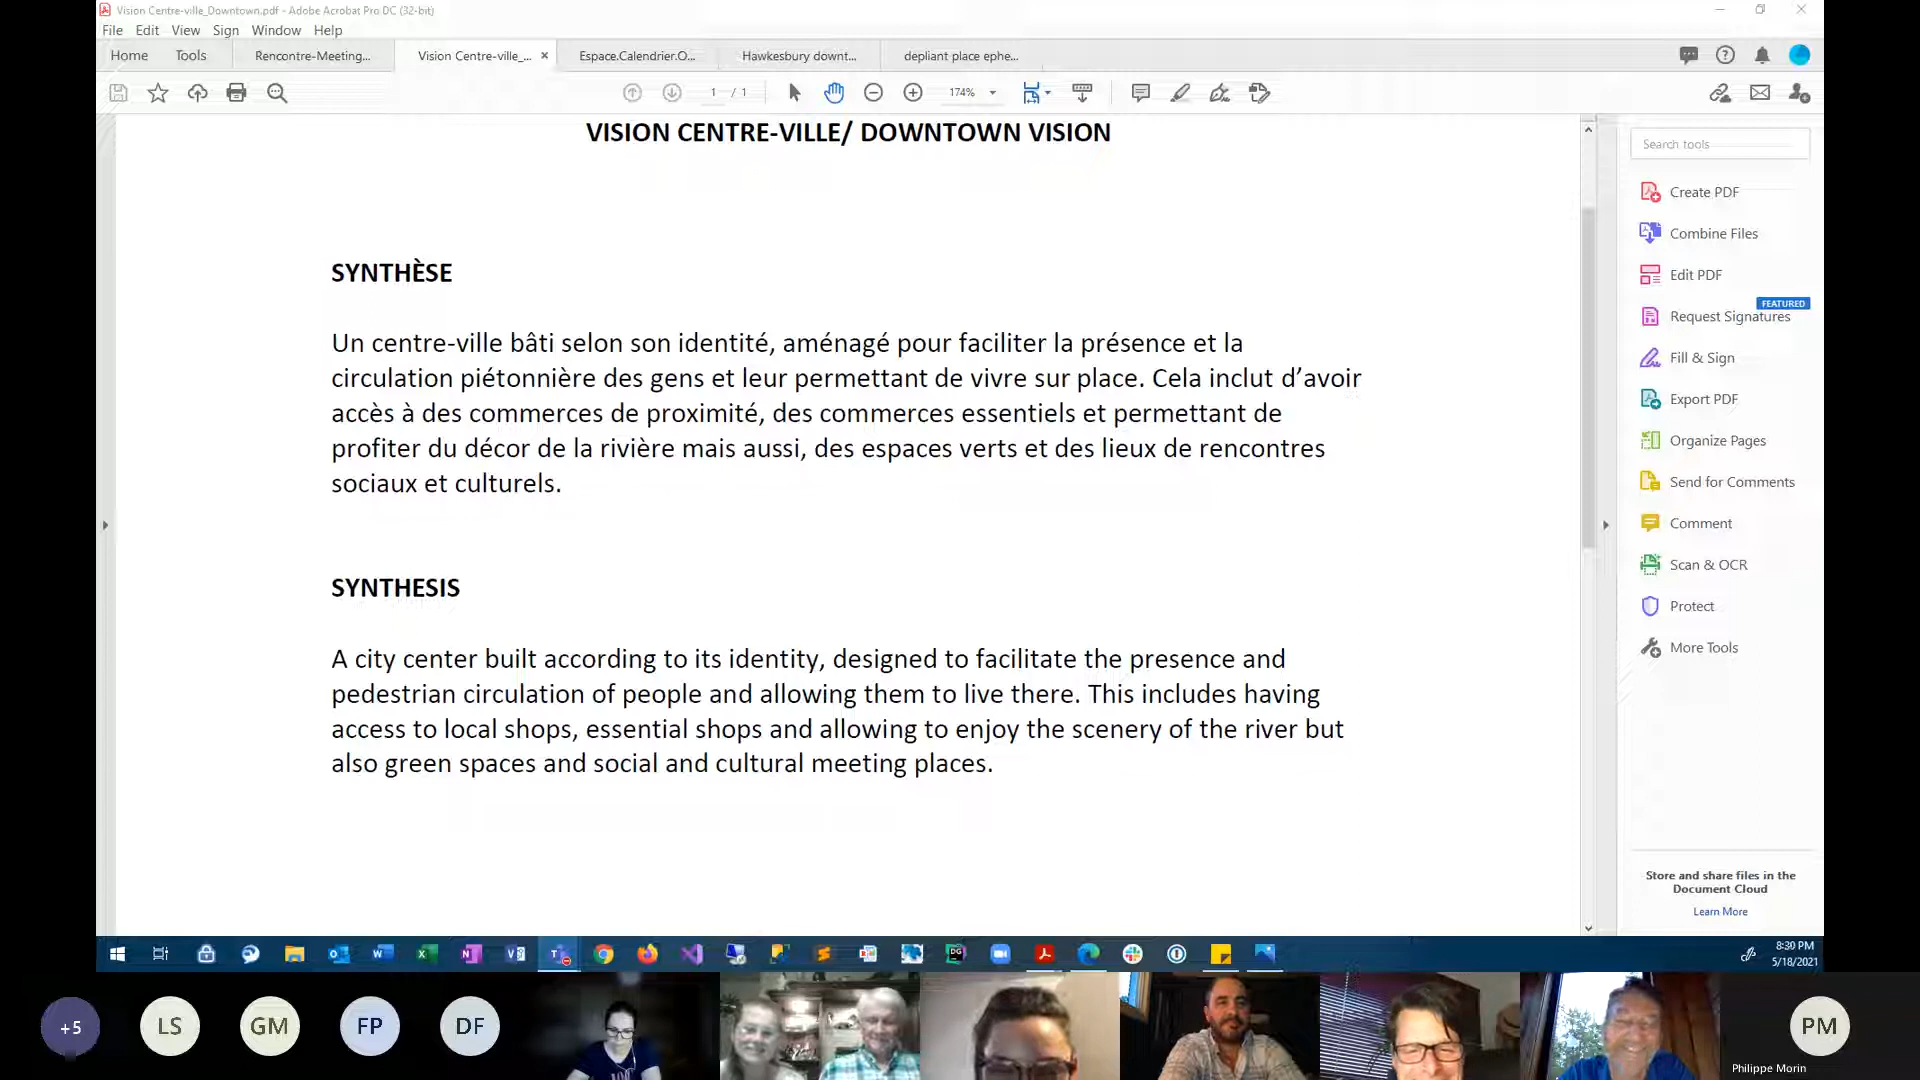 Vision Centre-ville_Downtown.pdf - Adobe Acrobat Pro DC (32-bit)
File Edit View Sign Window Help
Home Tools Rencontre-Meeting... Vision Centre-ville_... × Espace.Calendrier.O... Hawkesbury downt... depliant place ephe...
1 / 1 174%
VISION CENTRE-VILLE/ DOWNTOWN VISION
SYNTHÈSE
Un centre-ville bâti selon son identité, aménagé pour faciliter la présence et la
circulation piétonnière des gens et leur permettant de vivre sur place. Cela inclut d’avoir
accès à des commerces de proximité, des commerces essentiels et permettant de
profiter du décor de la rivière mais aussi, des espaces verts et des lieux de rencontres
sociaux et culturels.
SYNTHESIS
A city center built according to its identity, designed to facilitate the presence and
pedestrian circulation of people and allowing them to live there. This includes having
access to local shops, essential shops and allowing to enjoy the scenery of the river but
also green spaces and social and cultural meeting places.
Search tools
Create PDF
Combine Files
Edit PDF
FEATURED
Request Signatures
Fill & Sign
Export PDF
Organize Pages
Send for Comments
Comment
Scan & OCR
Protect
More Tools
Store and share files in the
Document Cloud
Learn More
8:30 PM
5/18/2021
+5 LS GM FP DF PM
Philippe Morin